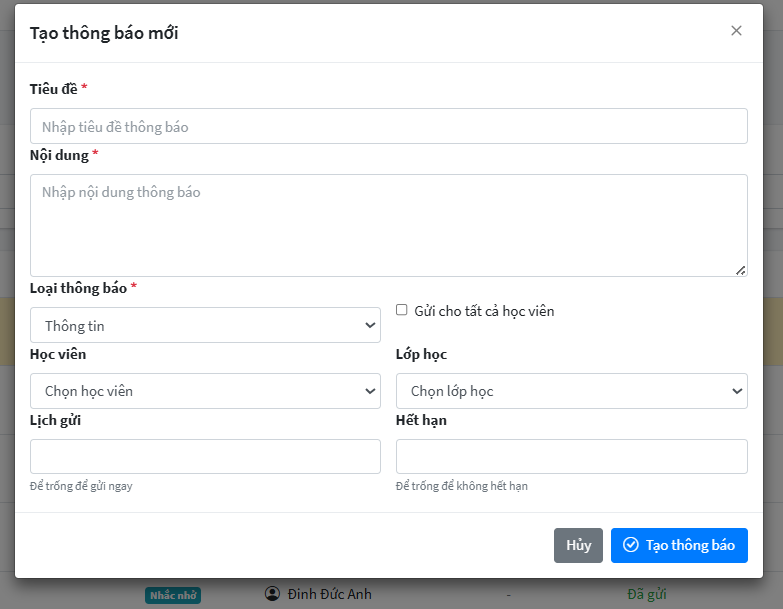 Tạo thông báo mới
×
Tiêu đề *
Nhập tiêu đề thông báo
Nội dung *
Nhập nội dung thông báo
Loại thông báo *
Thông tin
Gửi cho tất cả học viên
Học viên
Lớp học
Chọn học viên
Chọn lớp học
Lịch gửi
Hết hạn
Để trống để gửi ngay
Để trống để không hết hạn
Hủy
Tạo thông báo
Nhắc nhở
Đinh Đức Anh
-
Đã gửi